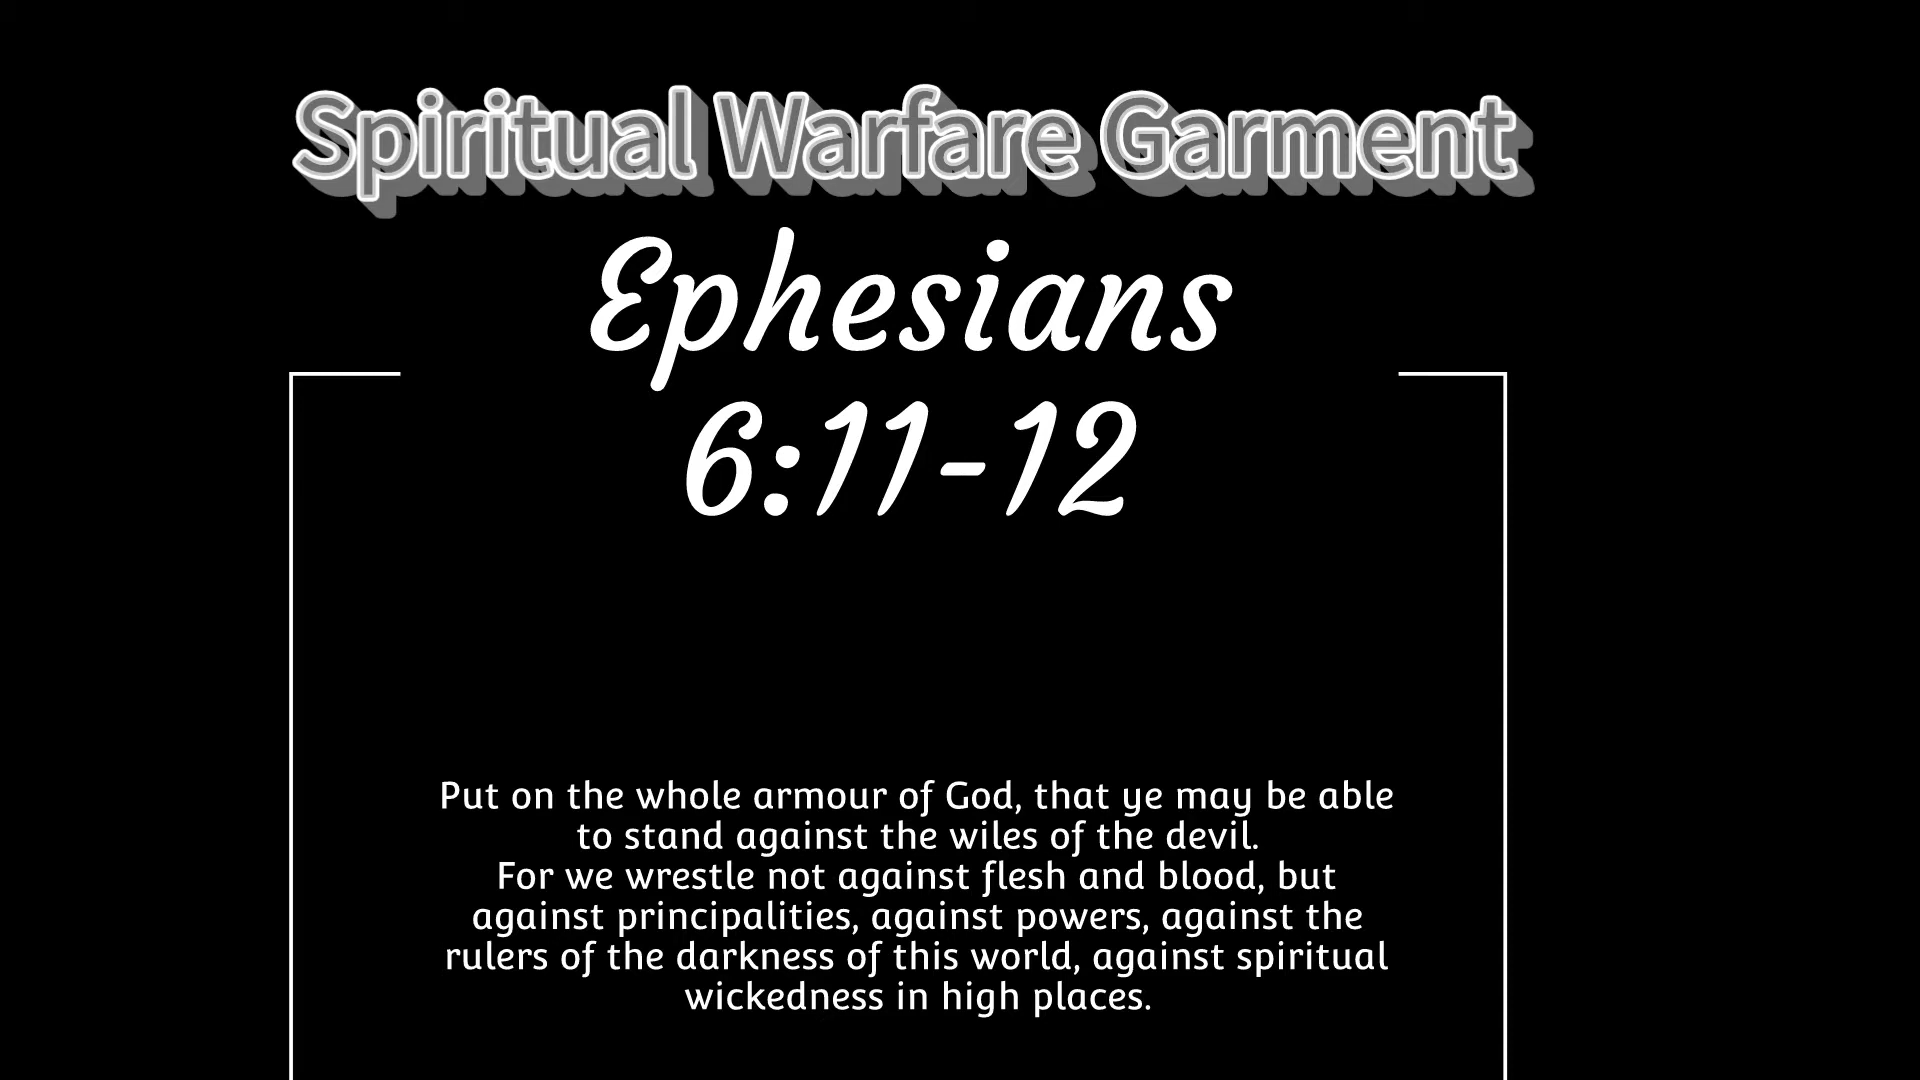 Spiritual Warfare Garment
Ephesians
6:11-12
Put on the whole armour of God, that ye may be able
to stand against the wiles of the devil.
For we wrestle not against flesh and blood, but
against principalities, against powers, against the
rulers of the darkness of this world, against spiritual
wickedness in high places.